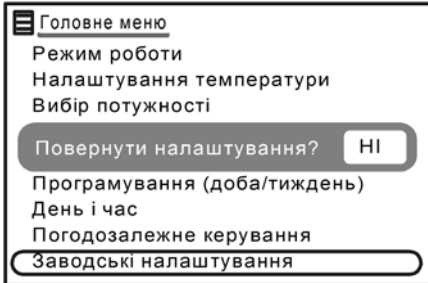 Головне меню
Режим роботи
Налаштування температури
Вибір потужності
Повернути налаштування? НІ
Програмування (доба/тиждень)
День і час
Погодозалежне керування
Заводські налаштування